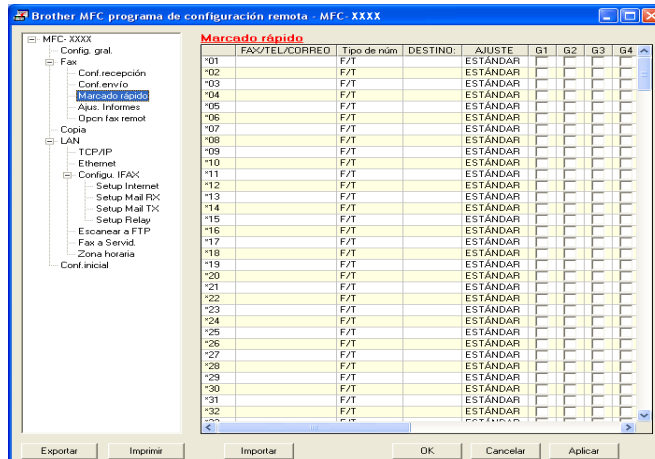 Brother MFC programa de configuración remota - MFC- XXXX
MFC- XXXX
Config. gral.
Fax
Conf.recepción
Conf.envío
Marcado rápido
Ajus. Informes
Opcn fax remot
Copia
LAN
TCP/IP
Ethernet
Configu. IFAX
Setup Internet
Setup Mail RX
Setup Mail TX
Setup Relay
Escanear a FTP
Fax a Servid.
Zona horaria
Conf.inicial
Marcado rápido
FAX/TEL/CORREO Tipo de núm DESTINO: AJUSTE G1 G2 G3 G4
*01 F/T ESTÁNDAR
*02 F/T ESTÁNDAR
*03 F/T ESTÁNDAR
*04 F/T ESTÁNDAR
*05 F/T ESTÁNDAR
*06 F/T ESTÁNDAR
*07 F/T ESTÁNDAR
*08 F/T ESTÁNDAR
*09 F/T ESTÁNDAR
*10 F/T ESTÁNDAR
*11 F/T ESTÁNDAR
*12 F/T ESTÁNDAR
*13 F/T ESTÁNDAR
*14 F/T ESTÁNDAR
*15 F/T ESTÁNDAR
*16 F/T ESTÁNDAR
*17 F/T ESTÁNDAR
*18 F/T ESTÁNDAR
*19 F/T ESTÁNDAR
*20 F/T ESTÁNDAR
*21 F/T ESTÁNDAR
*22 F/T ESTÁNDAR
*23 F/T ESTÁNDAR
*24 F/T ESTÁNDAR
*25 F/T ESTÁNDAR
*26 F/T ESTÁNDAR
*27 F/T ESTÁNDAR
*28 F/T ESTÁNDAR
*29 F/T ESTÁNDAR
*30 F/T ESTÁNDAR
*31 F/T ESTÁNDAR
*32 F/T ESTÁNDAR
Exportar Imprimir Importar OK Cancelar Aplicar